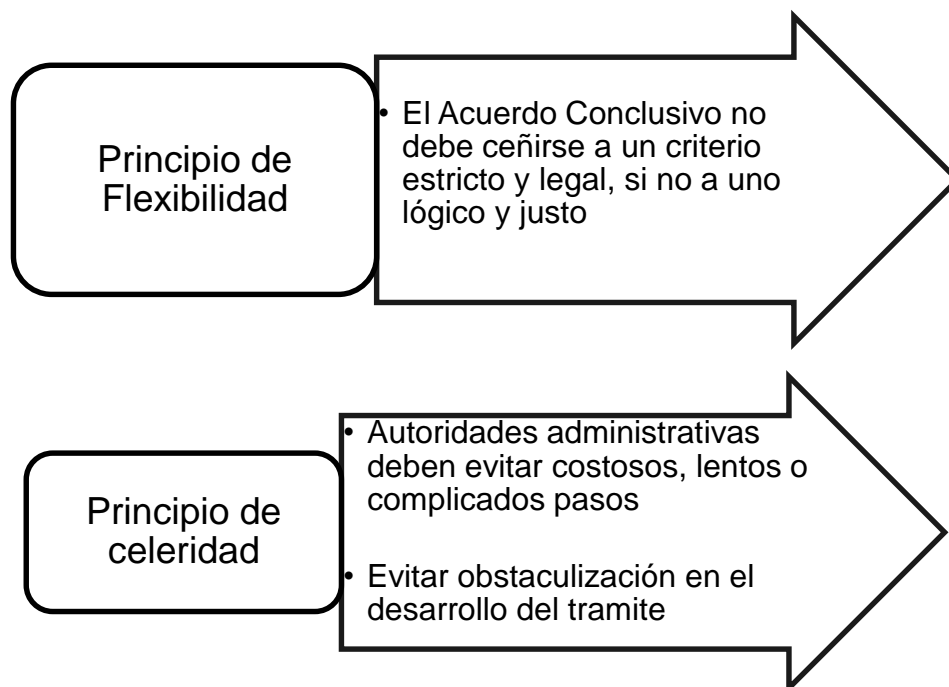 Principio de
Flexibilidad
• El Acuerdo Conclusivo no
debe ceñirse a un criterio
estricto y legal, si no a uno
lógico y justo
Principio de
celeridad
• Autoridades administrativas
deben evitar costosos, lentos o
complicados pasos
• Evitar obstaculización en el
desarrollo del tramite